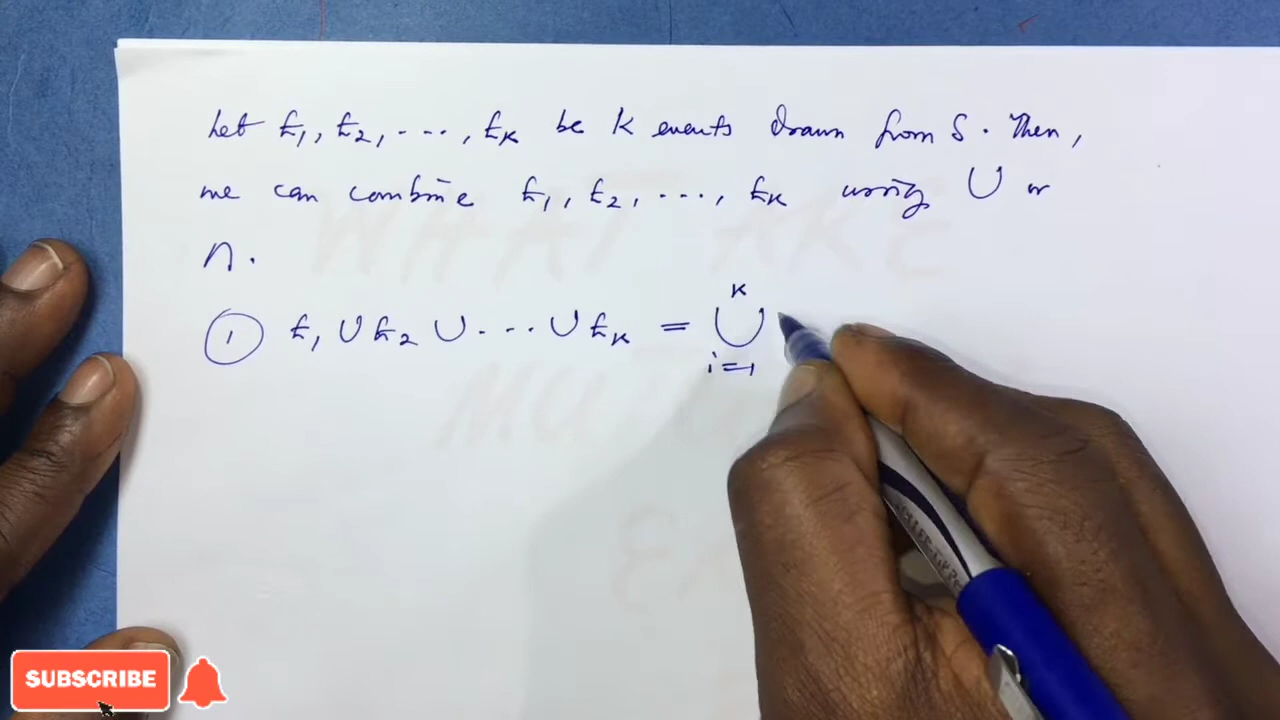 Let E₁, E₂, ..., Eₖ be K events drawn from S. Then,
we can combine E₁, E₂, ..., Eₖ using ∪ or
∩.
① E₁ ∪ E₂ ∪ ... ∪ Eₖ = ⋃ᵢ₌₁ᴷ
SUBSCRIBE